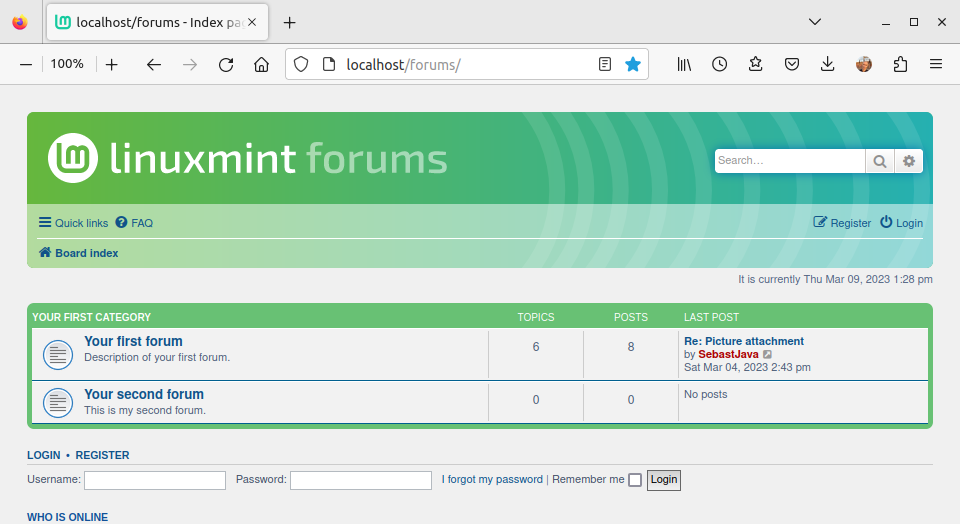 localhost/forums - Index pa
100%
localhost/forums/
linuxmint forums
Search…
Quick links FAQ Register Login
Board index
It is currently Thu Mar 09, 2023 1:28 pm
YOUR FIRST CATEGORY TOPICS POSTS LAST POST
Your first forum 6 8 Re: Picture attachment
Description of your first forum. by SebastJava
Sat Mar 04, 2023 2:43 pm
Your second forum 0 0 No posts
This is my second forum.
LOGIN • REGISTER
Username: Password: I forgot my password | Remember me Login
WHO IS ONLINE